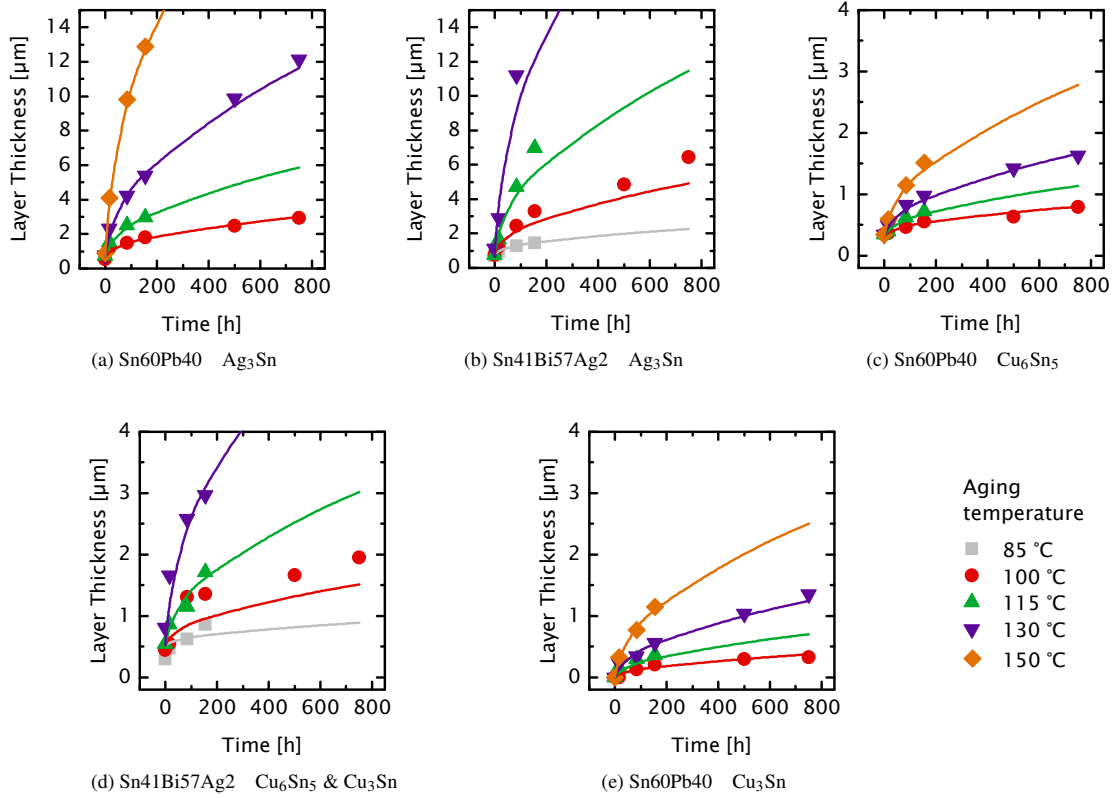 Layer Thickness [µm]
14
12
10
8
6
4
2
0
0 200 400 600 800
Time [h]
(a) Sn60Pb40 Ag₃Sn
Layer Thickness [µm]
14
12
10
8
6
4
2
0
0 200 400 600 800
Time [h]
(b) Sn41Bi57Ag2 Ag₃Sn
Layer Thickness [µm]
4
3
2
1
0
0 200 400 600 800
Time [h]
(c) Sn60Pb40 Cu₆Sn₅
Layer Thickness [µm]
4
3
2
1
0
0 200 400 600 800
Time [h]
(d) Sn41Bi57Ag2 Cu₆Sn₅ & Cu₃Sn
Layer Thickness [µm]
4
3
2
1
0
0 200 400 600 800
Time [h]
(e) Sn60Pb40 Cu₃Sn
Aging
temperature
85 °C
100 °C
115 °C
130 °C
150 °C